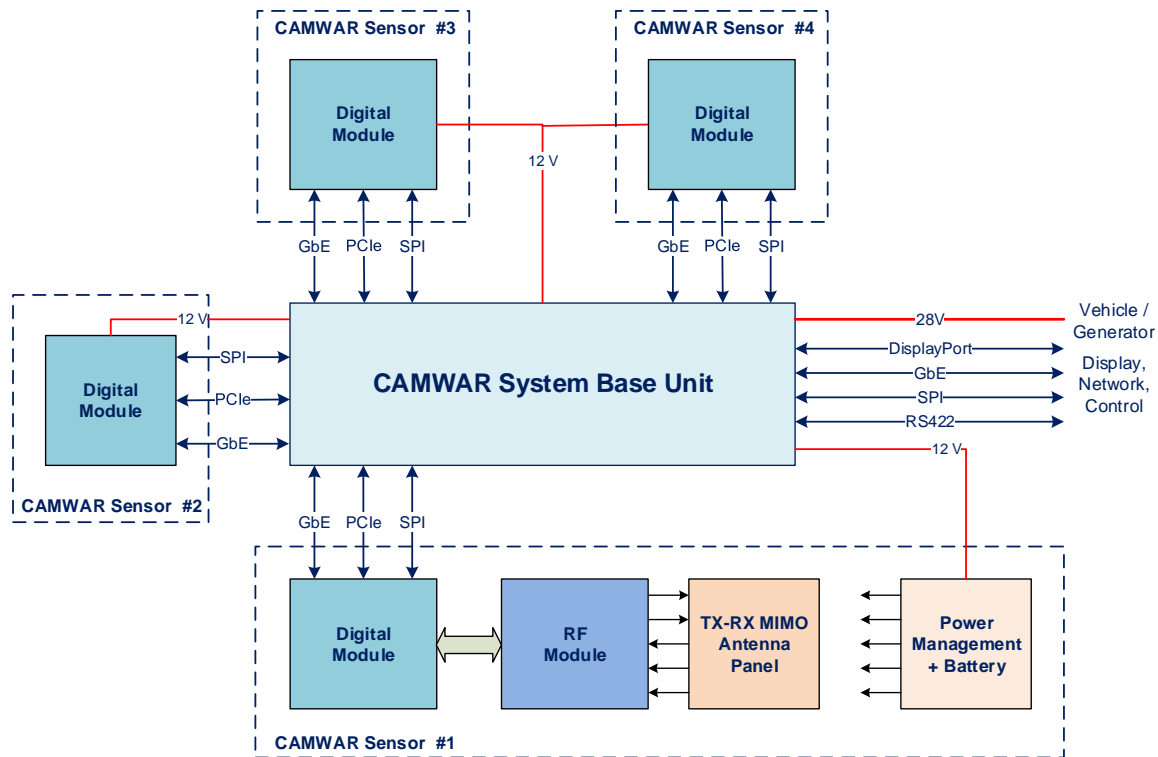 CAMWAR Sensor #3
Digital
Module
CAMWAR Sensor #4
Digital
Module
12 V
GbE
PCIe
SPI
GbE
PCIe
SPI
12 V
SPI
PCIe
GbE
Digital
Module
CAMWAR Sensor #2
CAMWAR System Base Unit
28V
DisplayPort
GbE
SPI
RS422
12 V
Vehicle /
Generator
Display,
Network,
Control
GbE
PCIe
SPI
Digital
Module
RF
Module
TX-RX MIMO
Antenna
Panel
Power
Management
+ Battery
CAMWAR Sensor #1